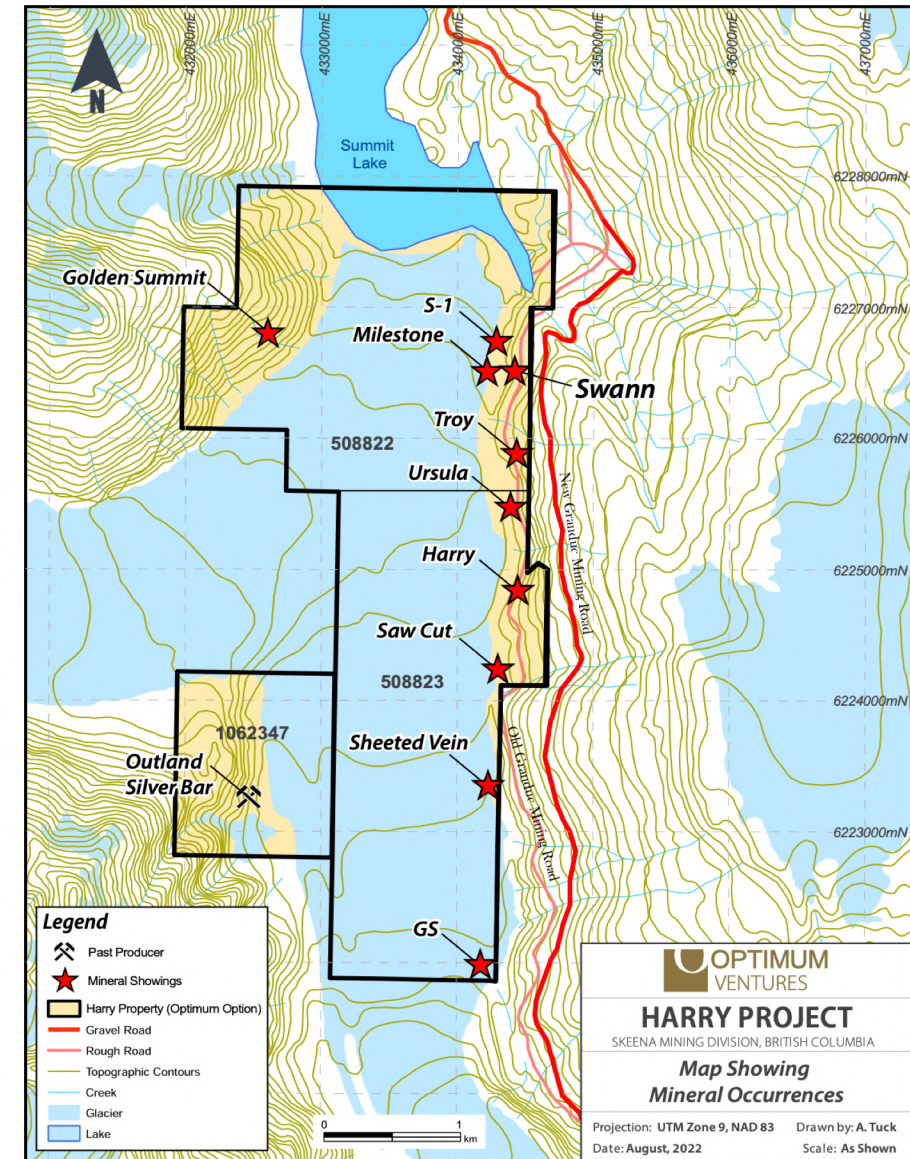 432000mE
433000mE
434000mE
435000mE
436000mE
437000mE
N
Summit
Lake
6228000mN
Golden Summit
S-1
6227000mN
Milestone
Swann
Troy
508822
6226000mN
Ursula
New Granduc Mining Road
Harry
6225000mN
Saw Cut
508823
6224000mN
1062347
Sheeted Vein
Old Granduc Mining Road
Outland
Silver Bar
6223000mN
GS
Legend
Past Producer
Mineral Showings
Harry Property (Optimum Option)
Gravel Road
Rough Road
Topographic Contours
Creek
Glacier
Lake
0 1
km
OPTIMUM
VENTURES
HARRY PROJECT
SKEENA MINING DIVISION, BRITISH COLUMBIA
Map Showing
Mineral Occurrences
Projection: UTM Zone 9, NAD 83 Drawn by: A. Tuck
Date: August, 2022 Scale: As Shown